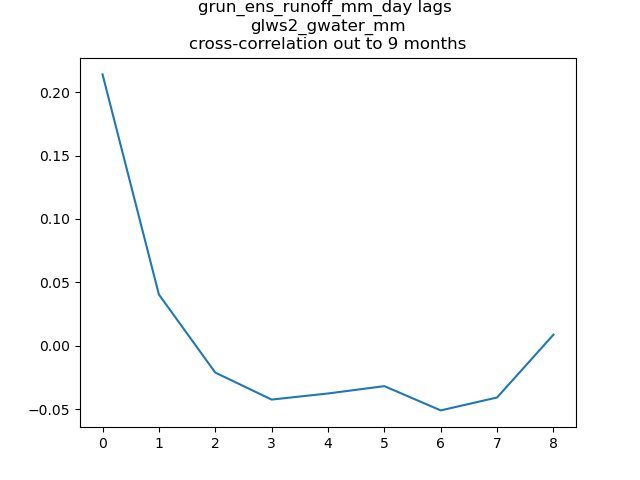 grun_ens_runoff_mm_day lags
glws2_gwater_mm
cross-correlation out to 9 months
0.20
0.15
0.10
0.05
0.00
−0.05
0 1 2 3 4 5 6 7 8